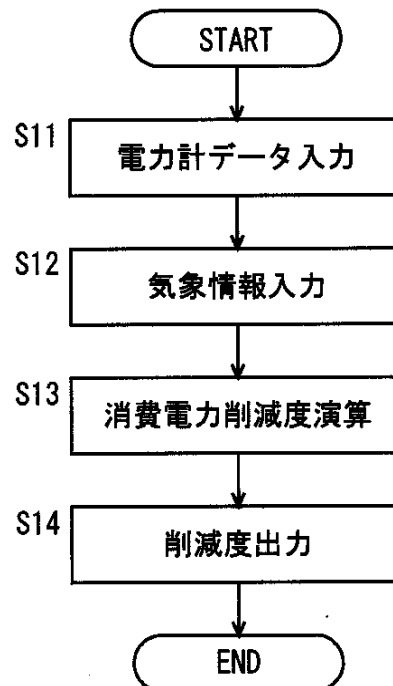 START
S11
電力計データ入力
S12
気象情報入力
S13
消費電力削減度演算
S14
削減度出力
END